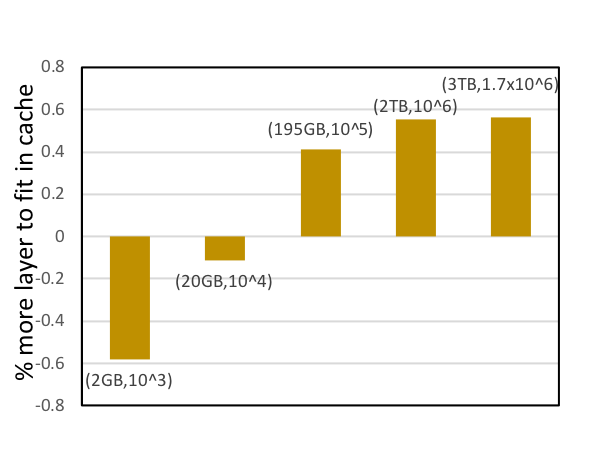 0.8
0.6
0.4
0.2
0
-0.2
-0.4
-0.6
-0.8
% more layer to fit in cache
(2GB,10^3)
(20GB,10^4)
(195GB,10^5)
(2TB,10^6)
(3TB,1.7x10^6)